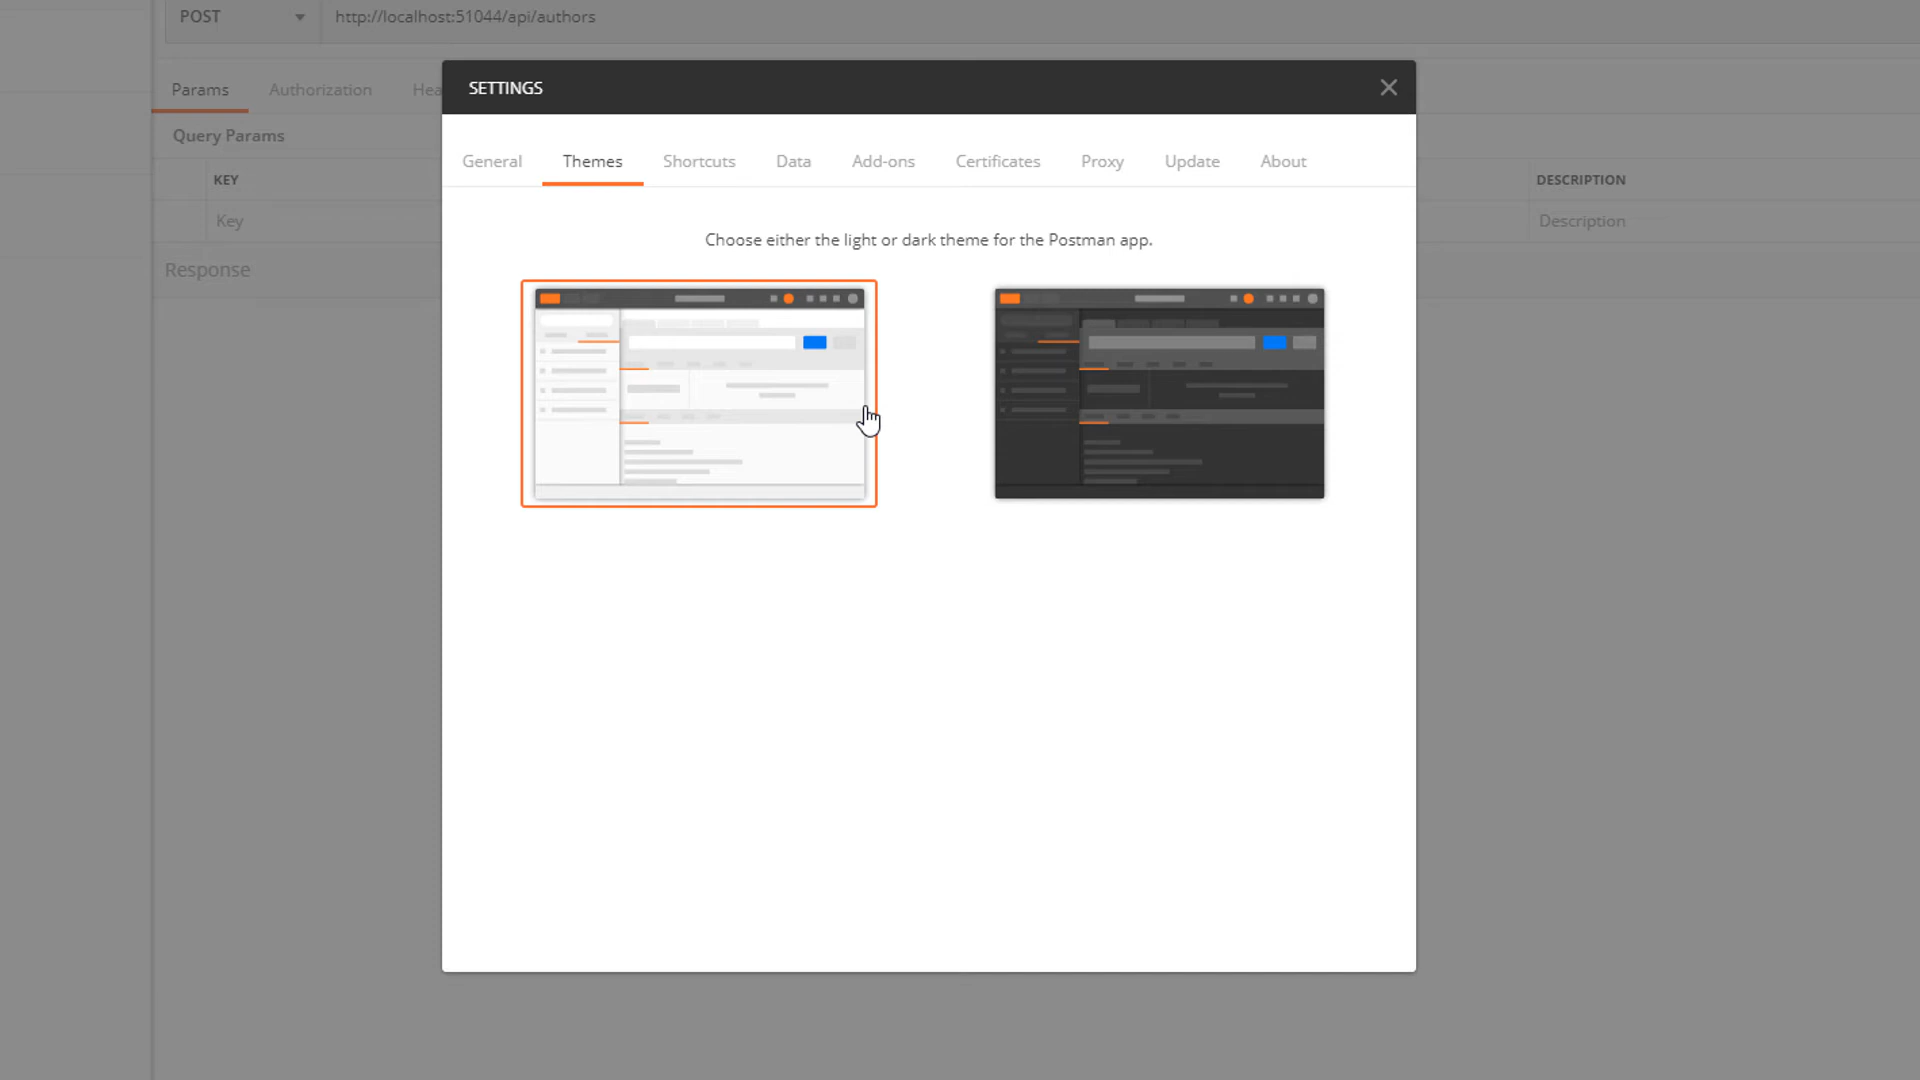 POST
http://localhost:51044/api/authors
SETTINGS
Params
Authorization
Hea
General
Themes
Shortcuts
Data
Add-ons
Certificates
Proxy
Update
About
Query Params
KEY
DESCRIPTION
Key
Description
Choose either the light or dark theme for the Postman app.
Response